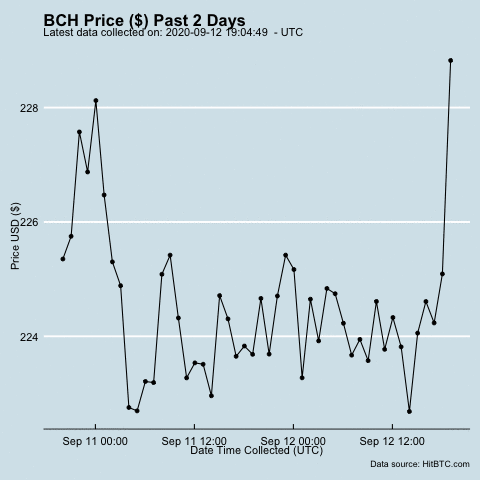 BCH Price ($) Past 2 Days
Latest data collected on: 2020-09-12 19:04:49  - UTC
228
226
224
Price USD ($)
Sep 11 00:00
Sep 11 12:00
Sep 12 00:00
Sep 12 12:00
Date Time Collected (UTC)
Data source: HitBTC.com